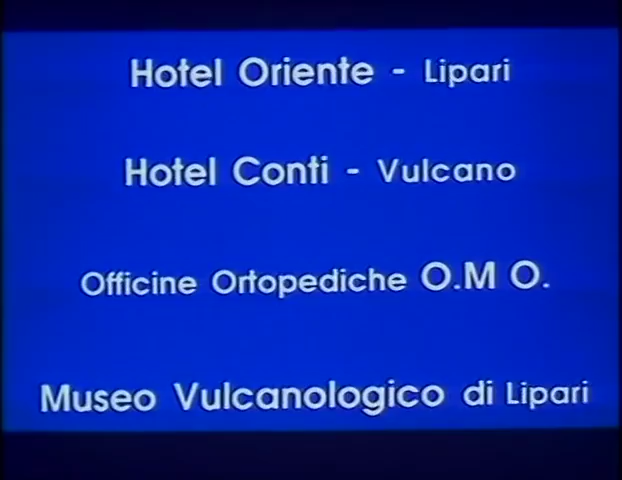 Hotel Oriente - Lipari
Hotel Conti - Vulcano
Officine Ortopediche O.M O.
Museo Vulcanologico di Lipari